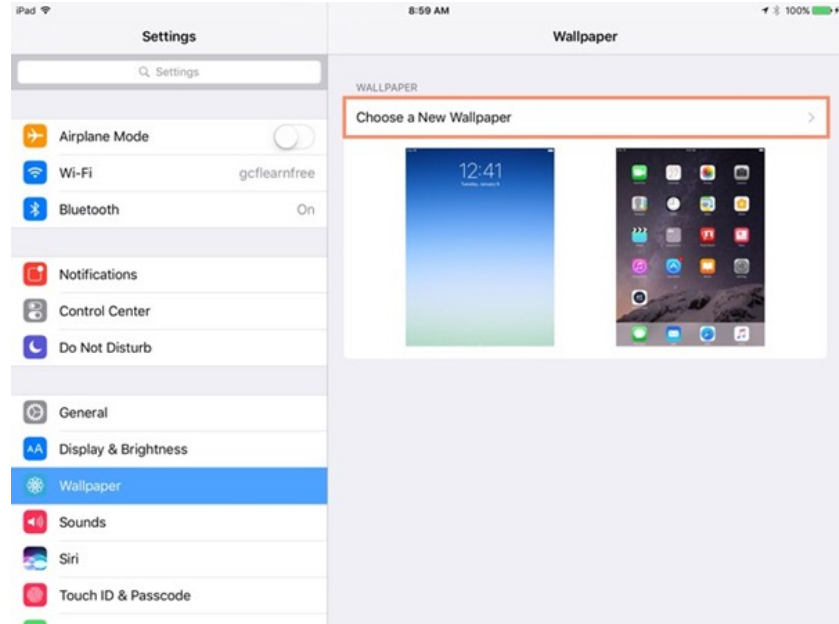 iPad
8:59 AM
100%
Settings
Wallpaper
Settings
WALLPAPER
Choose a New Wallpaper
12:41
Airplane Mode
Wi-Fi
gcflearnfree
Bluetooth
On
Notifications
Control Center
Do Not Disturb
General
AA
Display & Brightness
Wallpaper
Sounds
Siri
Touch ID & Passcode